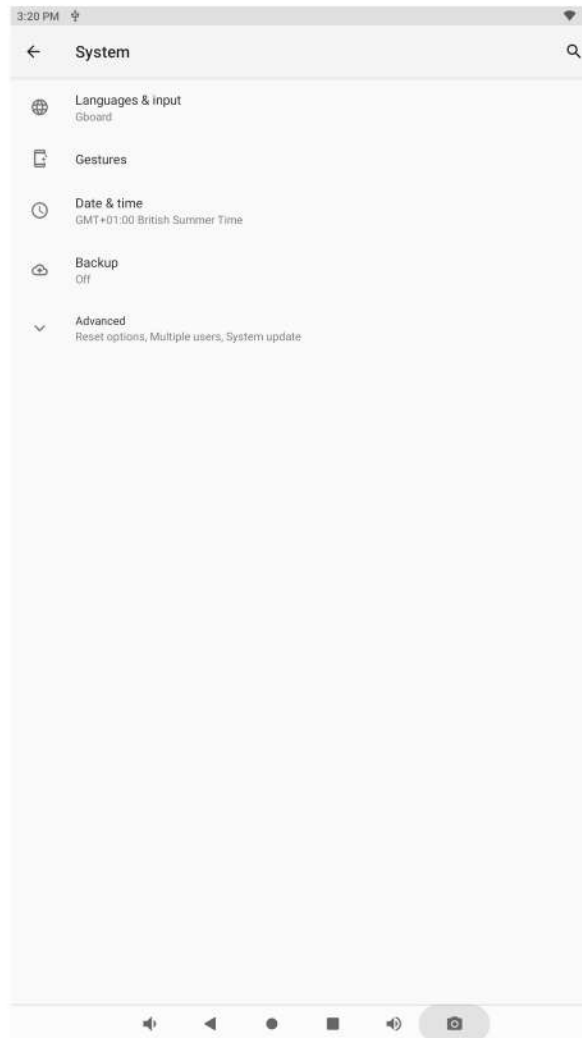 3:20 PM
System
Languages & input
Gboard
Gestures
Date & time
GMT+01:00 British Summer Time
Backup
Off
Advanced
Reset options, Multiple users, System update